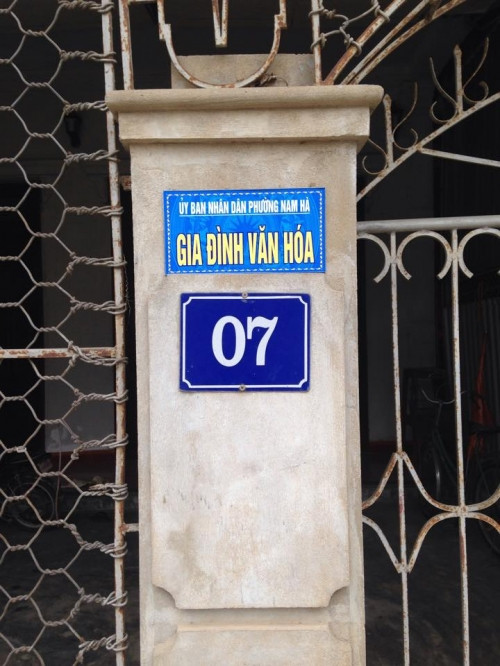 ỦY BAN NHÂN DÂN PHƯỜNG NAM HÀ
GIA ĐÌNH VĂN HÓA
07